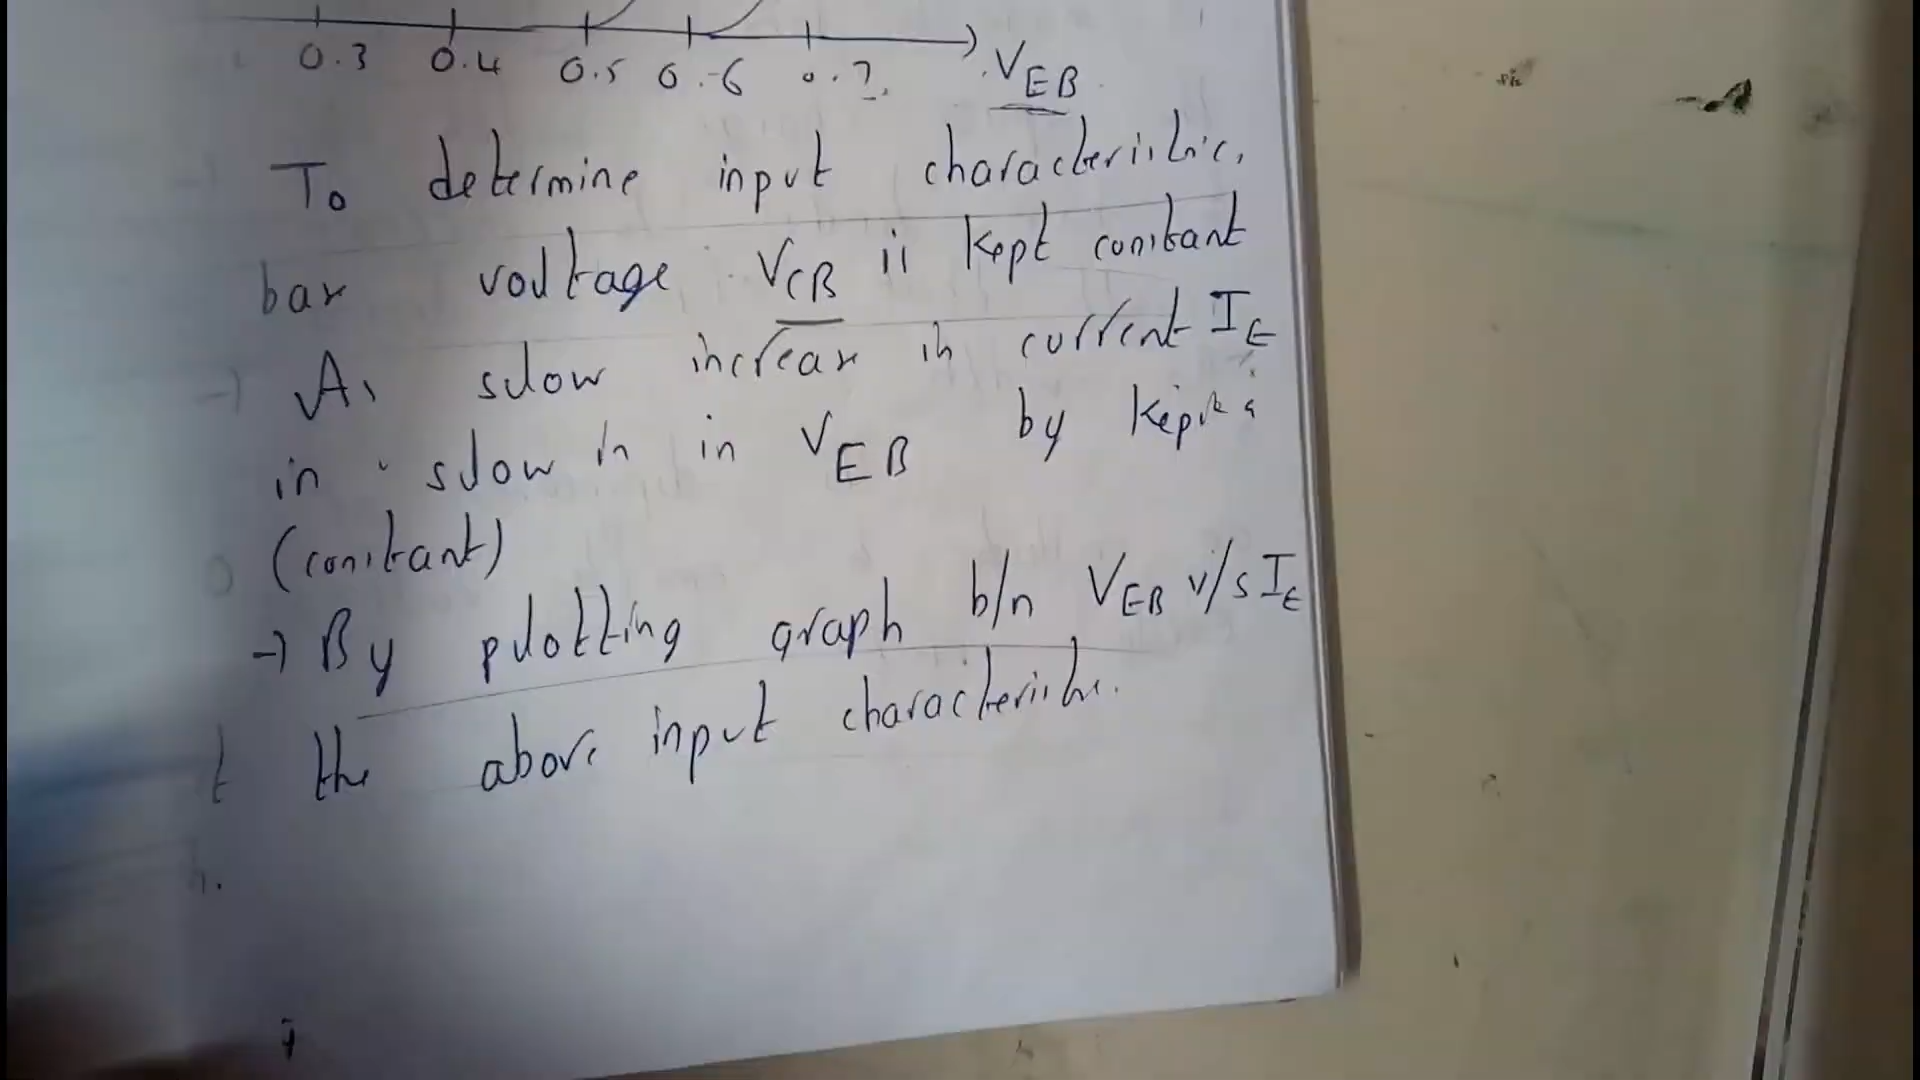 0.3 0.4 0.5 0.6 0.7 VEB
To determine input characteristic,
bar voltage VCB is kept constant
→ As slow increase in current IE
in slow in in VEB by
(constant)
→ By plotting graph b/n VEB v/s IE
the above input characteristic.